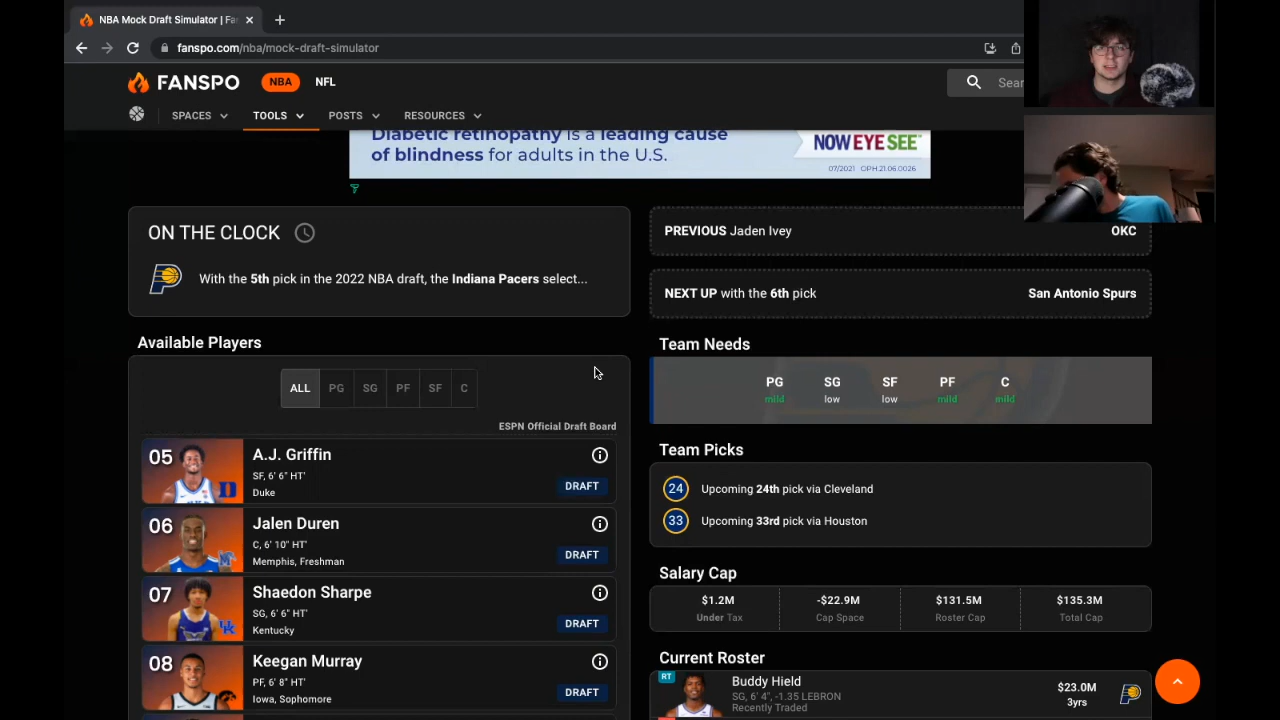 NBA Mock Draft Simulator | Fa
fanspo.com/nba/mock-draft-simulator
FANSPO NBA NFL
Sear
SPACES TOOLS POSTS RESOURCES
Diabetic retinopathy is a leading cause
of blindness for adults in the U.S.
NOW EYE SEE
07/2021 OPH.21.06.0026
ON THE CLOCK
With the 5th pick in the 2022 NBA draft, the Indiana Pacers select...
PREVIOUS Jaden Ivey OKC
NEXT UP with the 6th pick San Antonio Spurs
Available Players
ALL PG SG PF SF C
ESPN Official Draft Board
05 A.J. Griffin
SF, 6' 6" HT'
Duke
DRAFT
06 Jalen Duren
C, 6' 10" HT'
Memphis, Freshman
DRAFT
07 Shaedon Sharpe
SG, 6' 6" HT'
Kentucky
DRAFT
08 Keegan Murray
PF, 6' 8" HT'
Iowa, Sophomore
DRAFT
Team Needs
PG SG SF PF C
mild low low mild mild
Team Picks
24 Upcoming 24th pick via Cleveland
33 Upcoming 33rd pick via Houston
Salary Cap
$1.2M -$22.9M $131.5M $135.3M
Under Tax Cap Space Roster Cap Total Cap
Current Roster
RT Buddy Hield
SG, 6' 4", -1.35 LEBRON
Recently Traded
$23.0M
3yrs